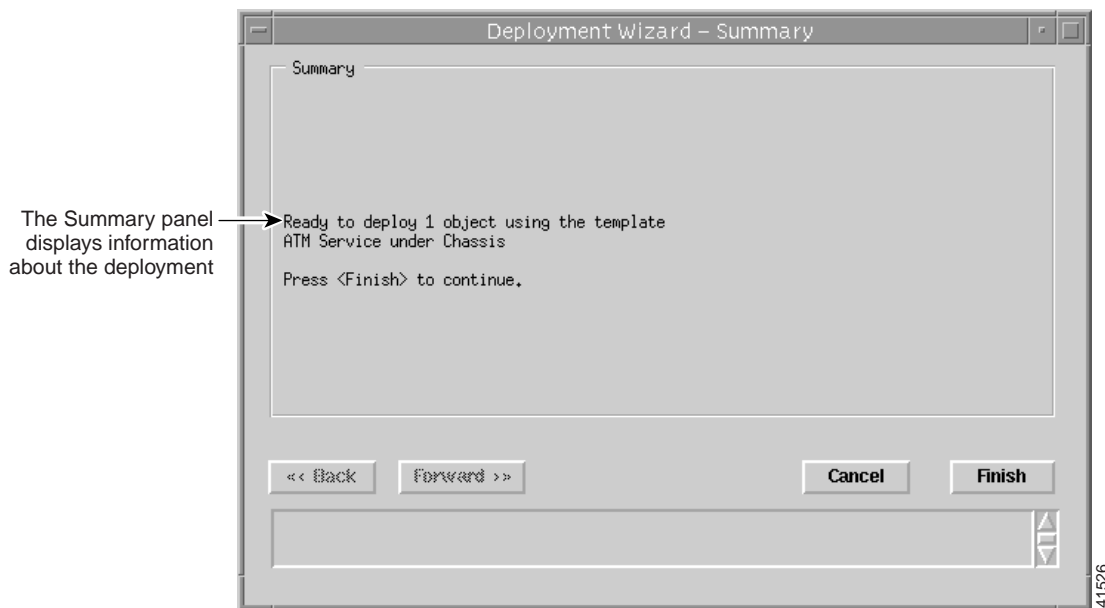 Deployment Wizard – Summary
Summary
The Summary panel
displays information
about the deployment
Ready to deploy 1 object using the template
ATM Service under Chassis
Press <Finish> to continue.
<< Back
Forward >>
Cancel
Finish
41526